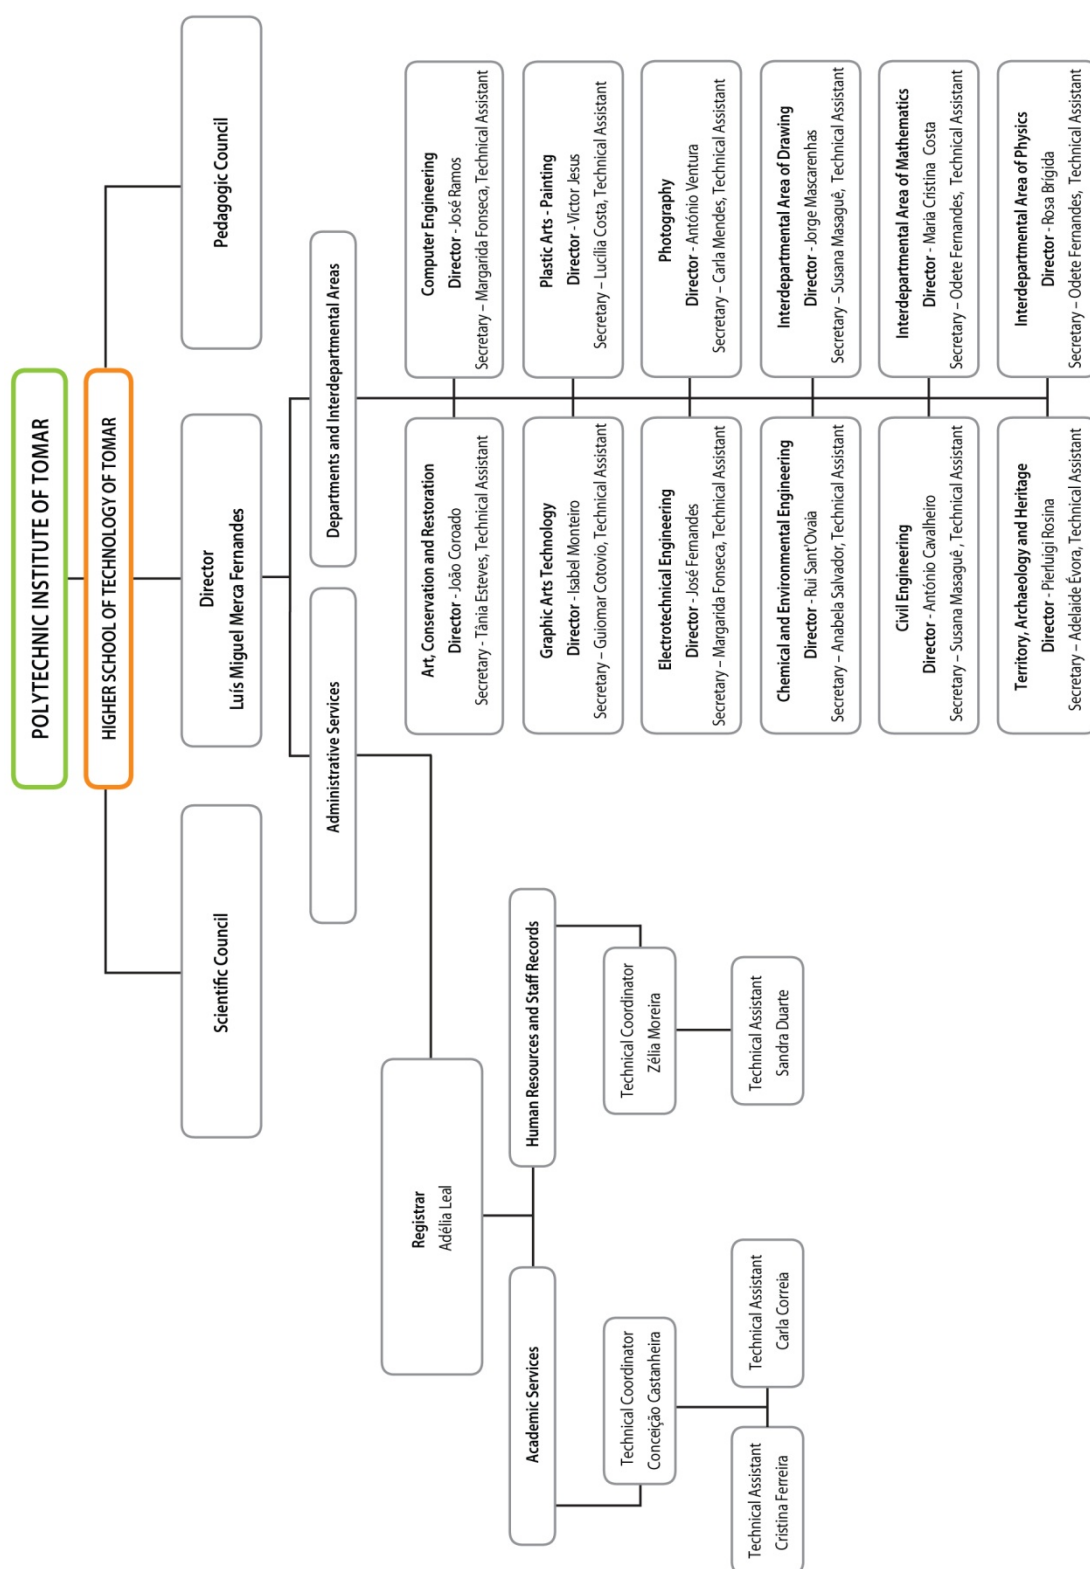 POLYTECHNIC INSTITUTE OF TOMAR
HIGHER SCHOOL OF TECHNOLOGY OF TOMAR
Scientific Council
Director
Luís Miguel Merca Fernandes
Pedagogic Council
Administrative Services
Departments and Interdepartmental Areas
Registrar
Adélia Leal
Academic Services
Human Resources and Staff Records
Technical Coordinator
Conceição Castanheira
Technical Coordinator
Zélia Moreira
Technical Assistant
Cristina Ferreira
Technical Assistant
Carla Correia
Technical Assistant
Sandra Duarte
Art, Conservation and Restoration
Director - João Coroado
Secretary - Tânia Esteves, Technical Assistant
Computer Engineering
Director - José Ramos
Secretary – Margarida Fonseca, Technical Assistant
Graphic Arts Technology
Director - Isabel Monteiro
Secretary – Guiomar Cotovio, Technical Assistant
Plastic Arts - Painting
Director - Victor Jesus
Secretary – Lucília Costa, Technical Assistant
Electrotechnical Engineering
Director - José Fernandes
Secretary – Margarida Fonseca, Technical Assistant
Photography
Director - António Ventura
Secretary – Carla Mendes, Technical Assistant
Chemical and Environmental Engineering
Director - Rui Sant'Ovaia
Secretary – Anabela Salvador, Technical Assistant
Interdepartmental Area of Drawing
Director - Jorge Mascarenhas
Secretary – Susana Masaguê, Technical Assistant
Civil Engineering
Director - António Cavalheiro
Secretary – Susana Masaguê , Technical Assistant
Interdepartmental Area of Mathematics
Director - Maria Cristina Costa
Secretary – Odete Fernandes, Technical Assistant
Territory, Archaeology and Heritage
Director - Pierluigi Rosina
Secretary – Adelaide Évora, Technical Assistant
Interdepartmental Area of Physics
Director - Rosa Brígida
Secretary – Odete Fernandes, Technical Assistant